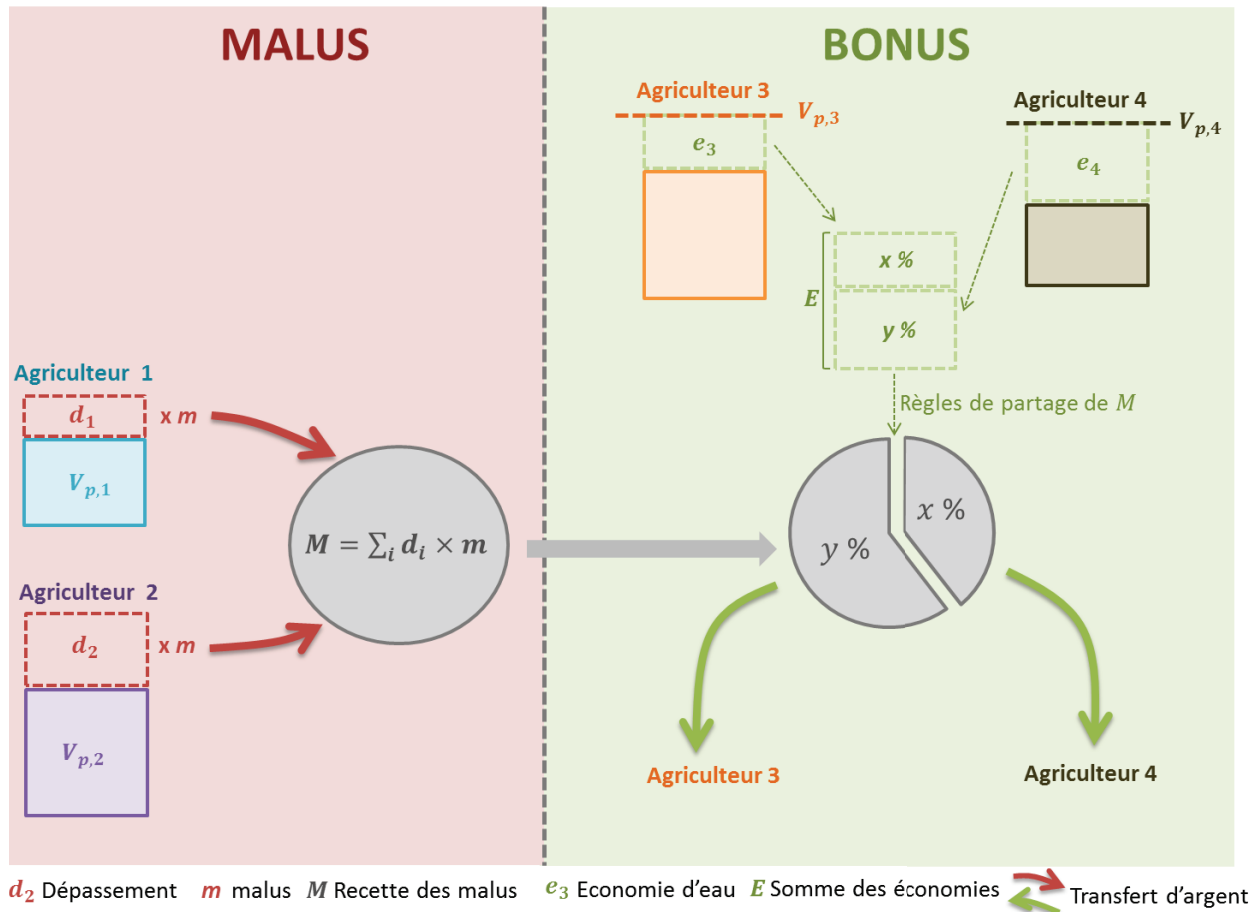 MALUS
BONUS
Agriculteur 3
V_{p,3}
e_3
Agriculteur 4
V_{p,4}
e_4
x %
E
y %
Règles de partage de M
Agriculteur 1
d_1
x m
V_{p,1}
Agriculteur 2
d_2
x m
V_{p,2}
M = ∑_i d_i × m
y %
x %
Agriculteur 3
Agriculteur 4
d_2 Dépassement m malus M Recette des malus e_3 Economie d'eau E Somme des économies Transfert d'argent